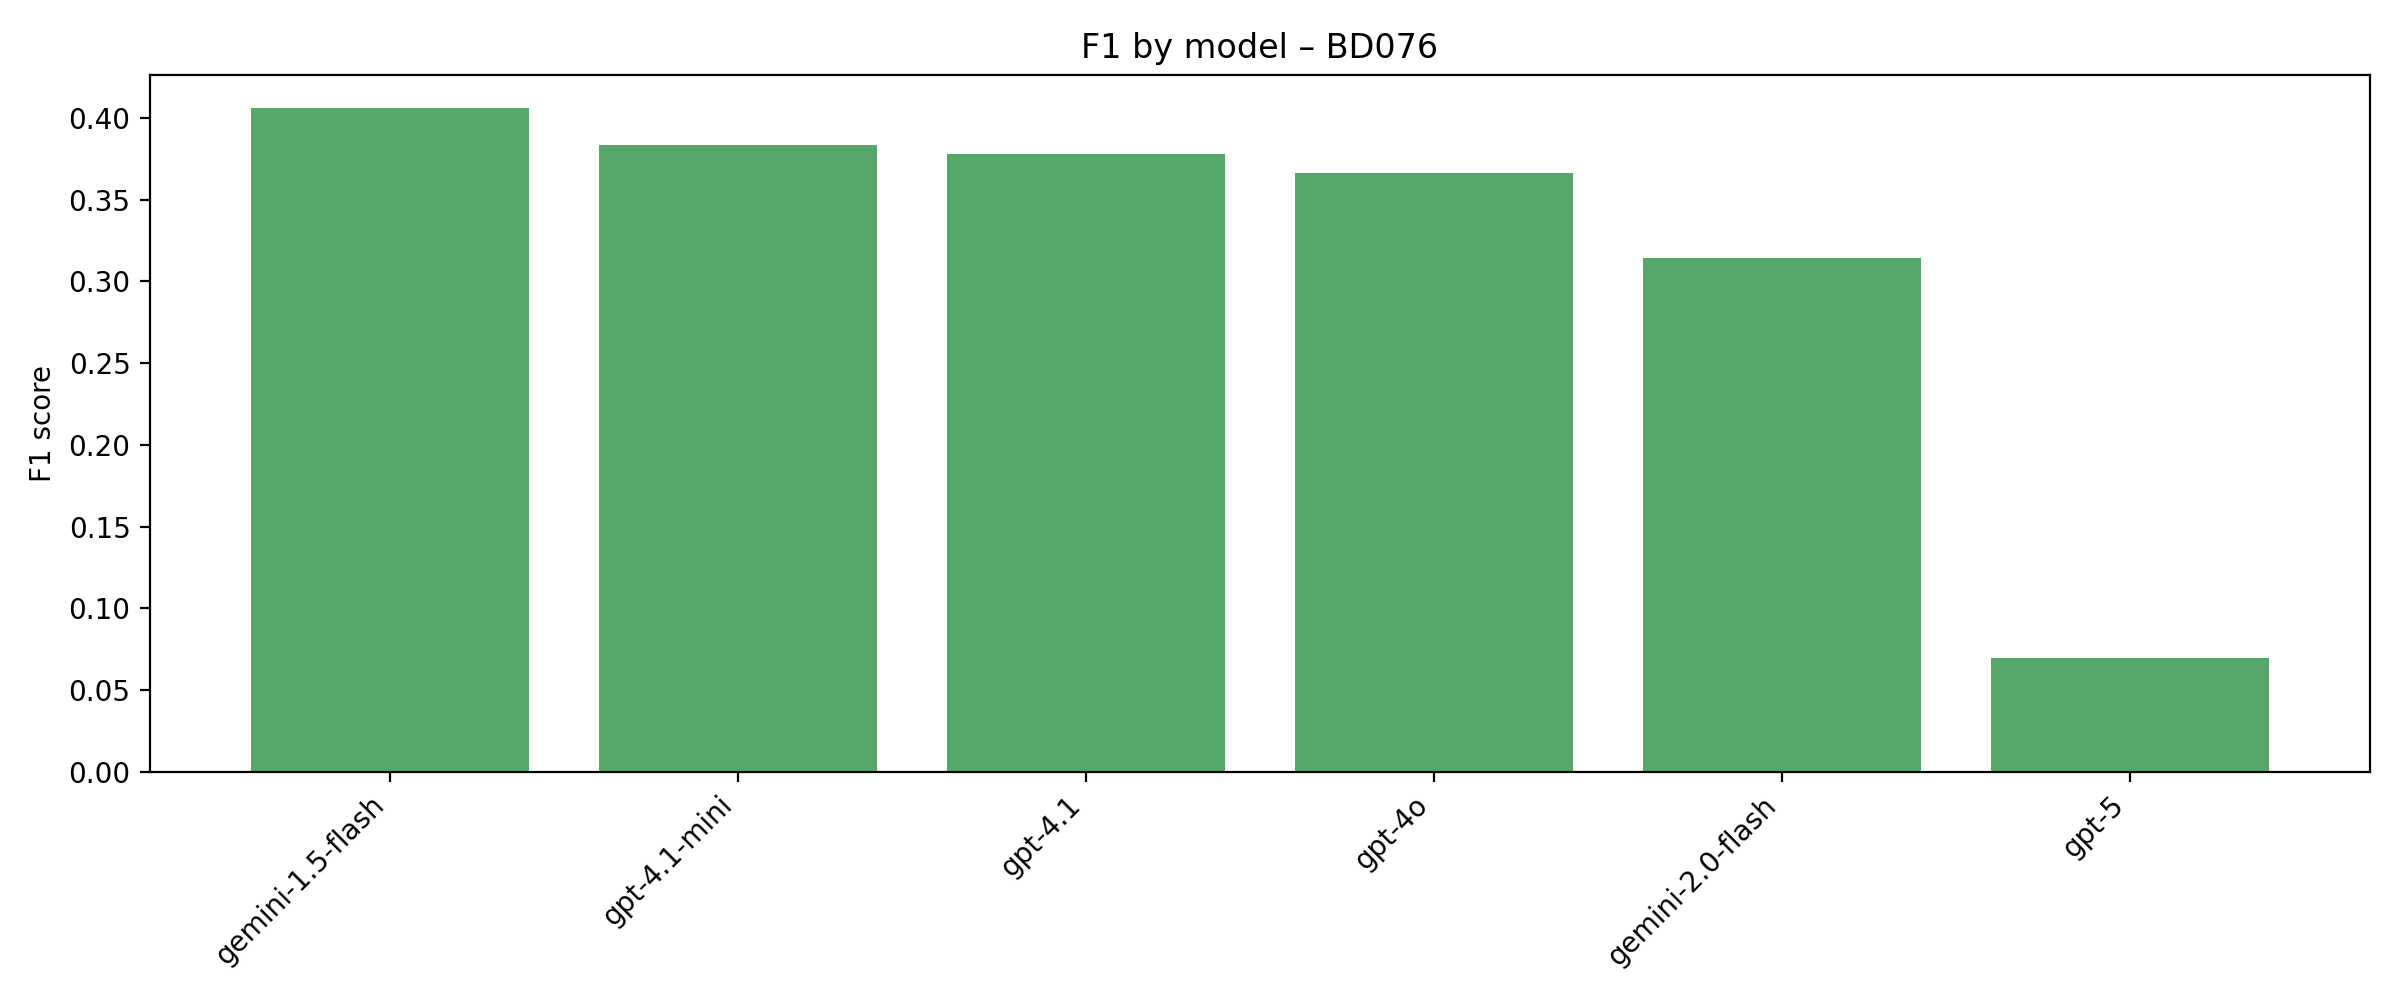 F1 by model – BD076
F1 score
0.40
0.35
0.30
0.25
0.20
0.15
0.10
0.05
0.00
gemini-1.5-flash
gpt-4.1-mini
gpt-4.1
gpt-4o
gemini-2.0-flash
gpt-5